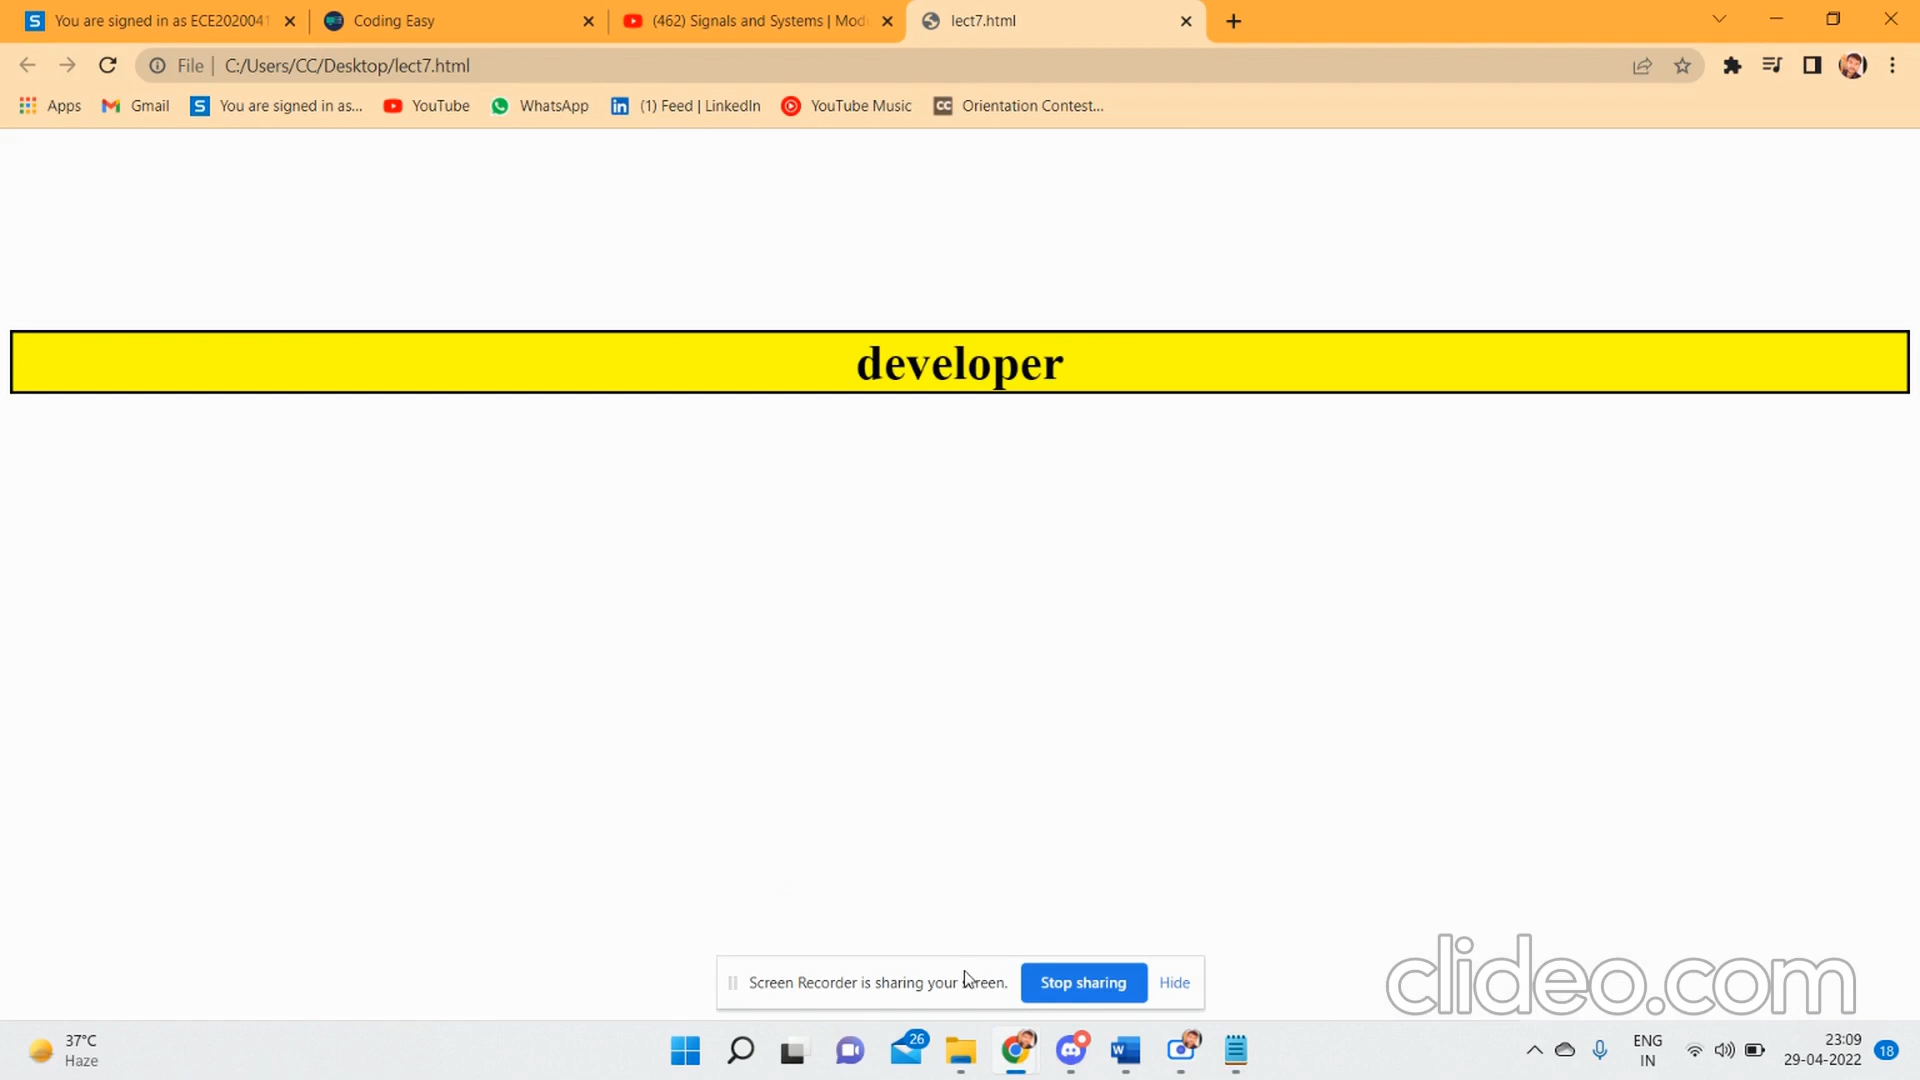 You are signed in as ECE2020041
Coding Easy
(462) Signals and Systems | Mod
lect7.html
File | C:/Users/CC/Desktop/lect7.html
Apps
Gmail
You are signed in as...
YouTube
WhatsApp
(1) Feed | LinkedIn
YouTube Music
CC
Orientation Contest...
developer
Screen Recorder is sharing your screen.
Stop sharing
Hide
clideo.com
37°C
Haze
26
ENG
IN
23:09
29-04-2022
18